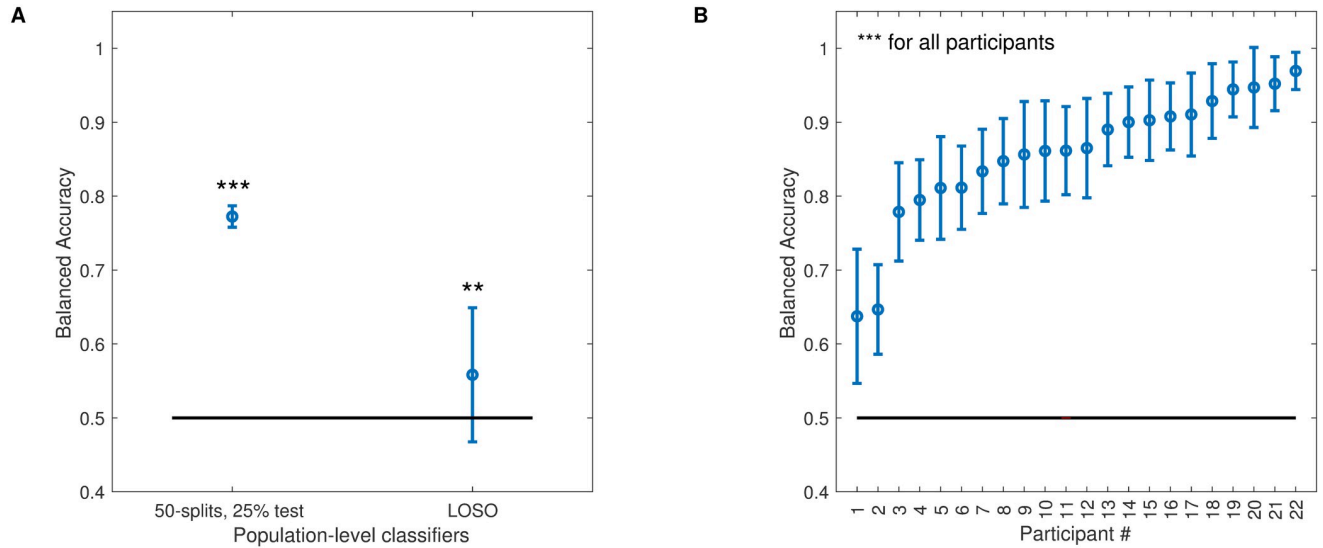 A
Balanced Accuracy
1
0.9
0.8
0.7
0.6
0.5
0.4
***
**
50-splits, 25% test
LOSO
Population-level classifiers
B
*** for all participants
Balanced Accuracy
1
0.9
0.8
0.7
0.6
0.5
0.4
1 2 3 4 5 6 7 8 9 10 11 12 13 14 15 16 17 18 19 20 21 22
Participant #